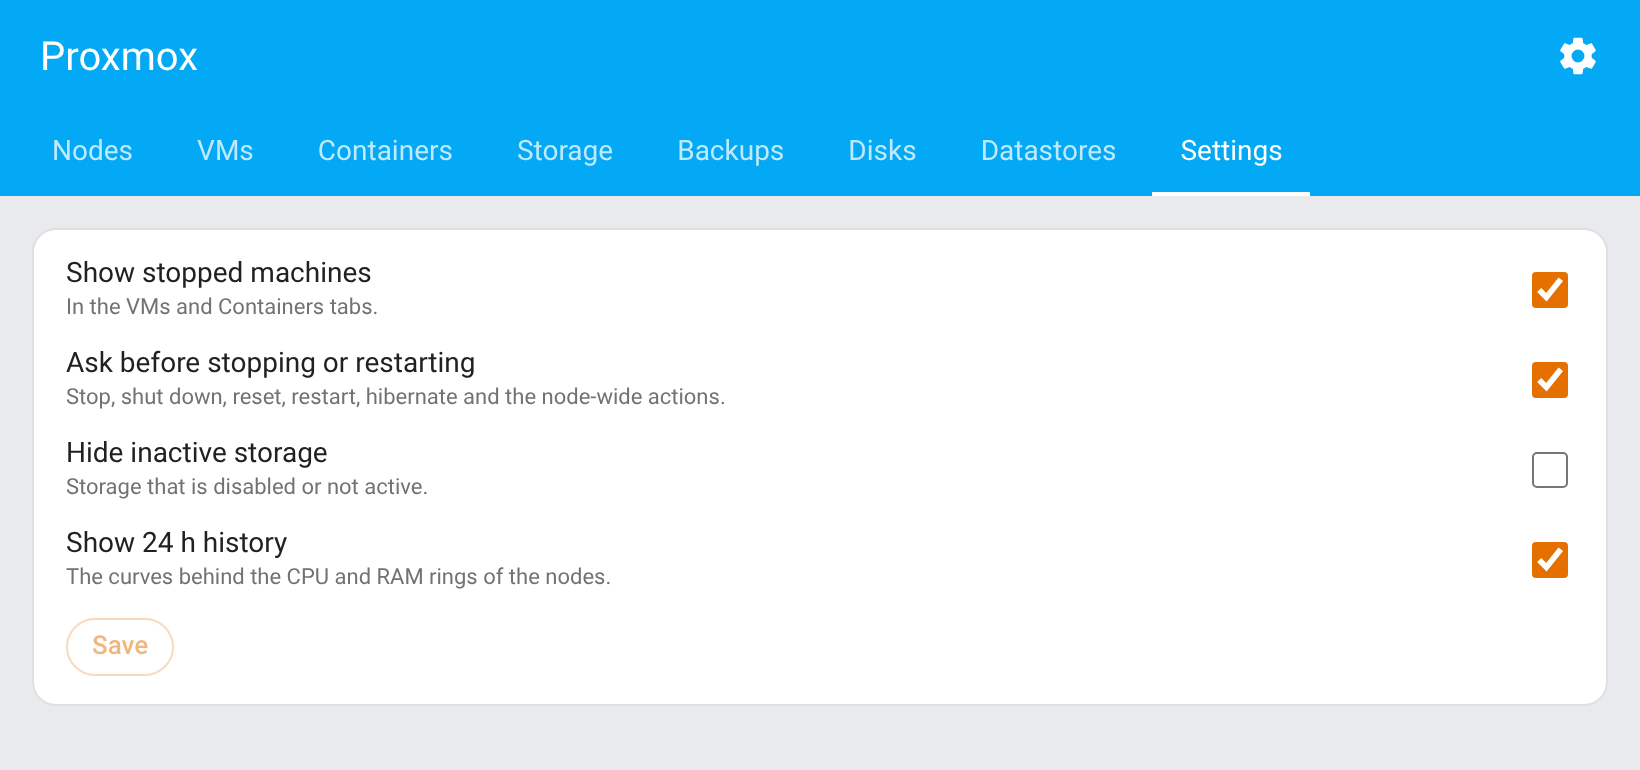 Proxmox
Nodes VMs Containers Storage Backups Disks Datastores Settings
Show stopped machines
In the VMs and Containers tabs.
Ask before stopping or restarting
Stop, shut down, reset, restart, hibernate and the node-wide actions.
Hide inactive storage
Storage that is disabled or not active.
Show 24 h history
The curves behind the CPU and RAM rings of the nodes.
Save